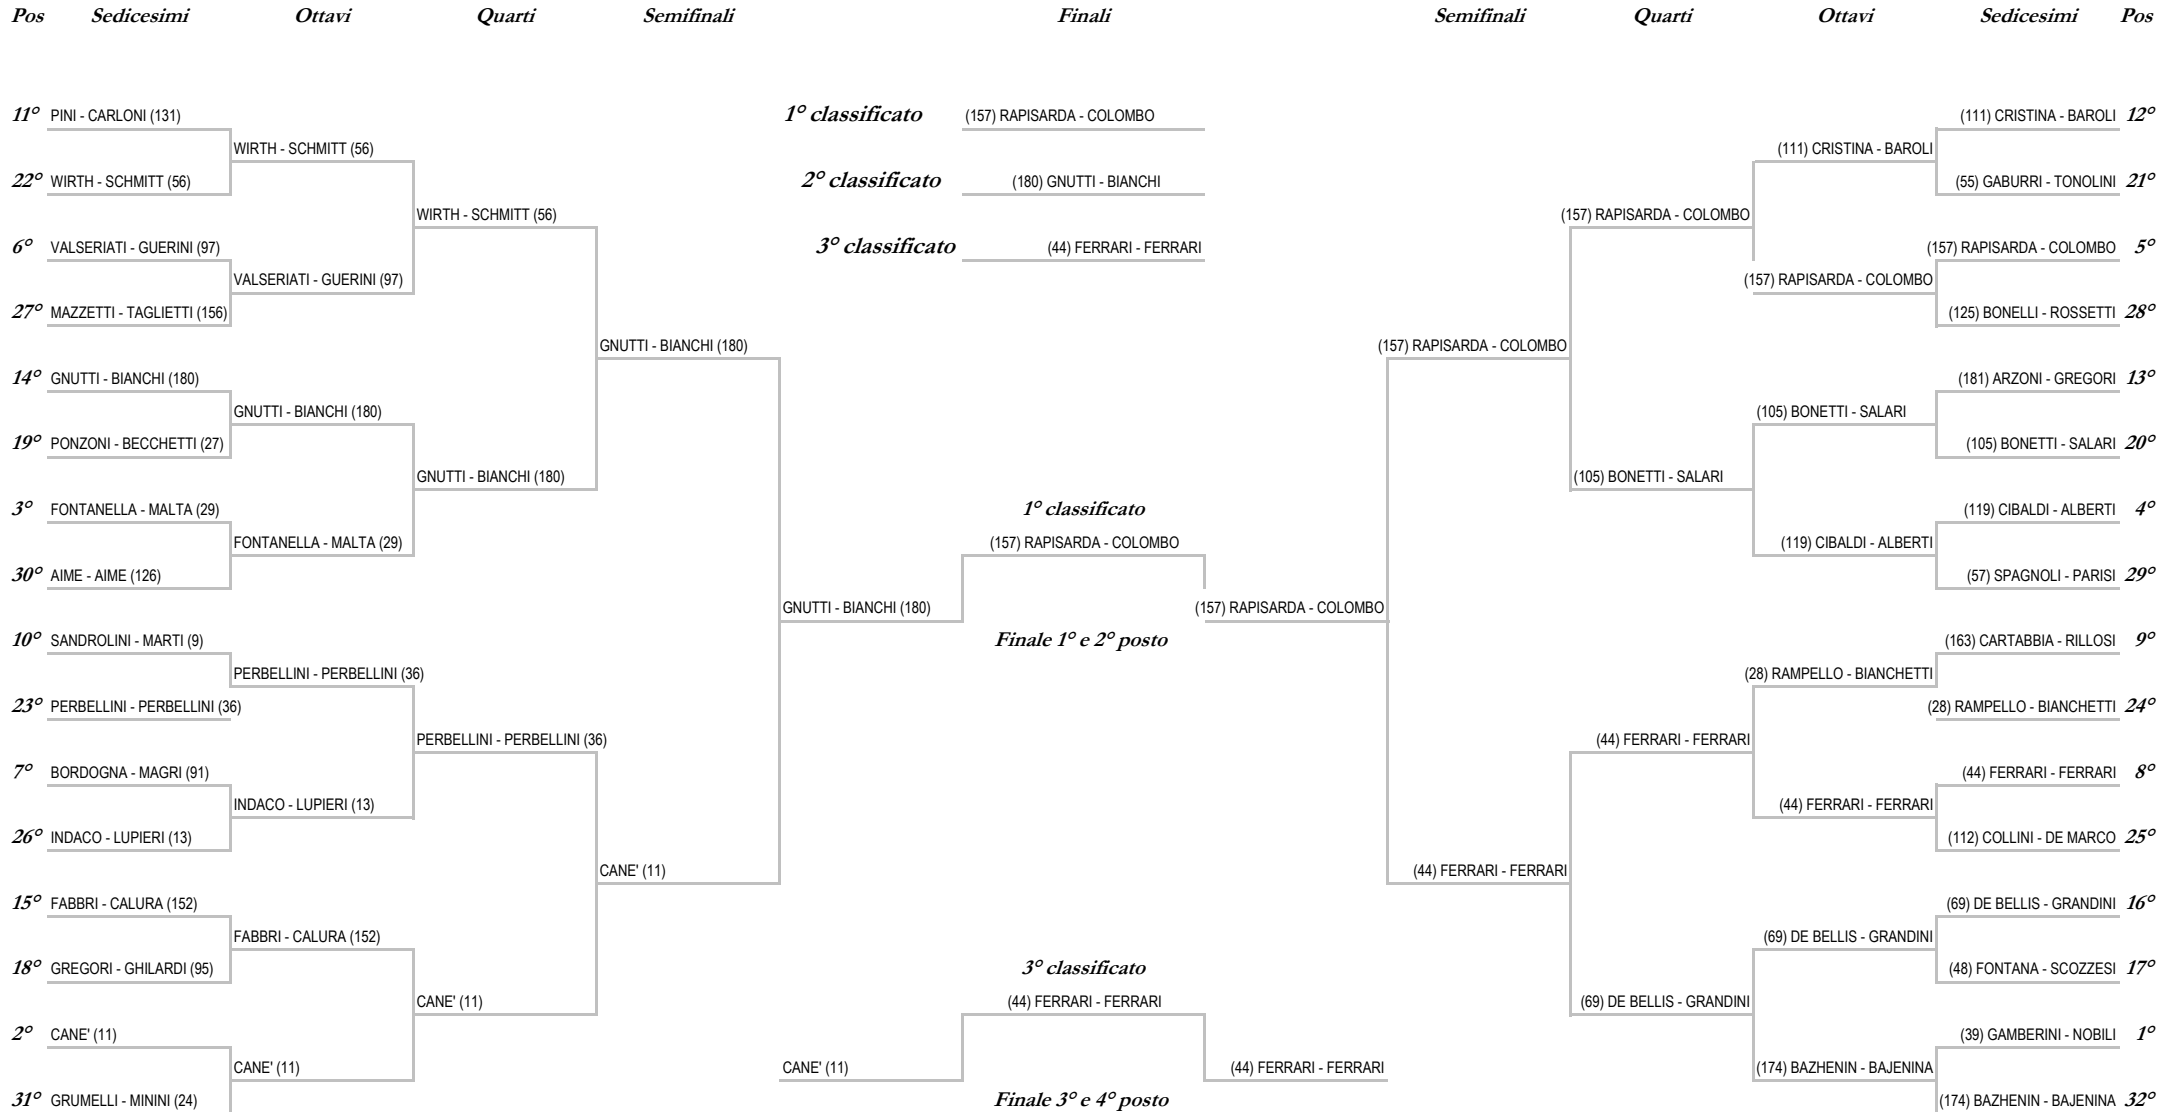 Pos Sedicesimi Ottavi Quarti Semifinali Finali Semifinali Quarti Ottavi Sedicesimi Pos
11° PINI - CARLONI (131) 1° classificato (157) RAPISARDA - COLOMBO (111) CRISTINA - BAROLI 12°
WIRTH - SCHMITT (56) (111) CRISTINA - BAROLI
22° WIRTH - SCHMITT (56) 2° classificato (180) GNUTTI - BIANCHI (55) GABURRI - TONOLINI 21°
WIRTH - SCHMITT (56) (157) RAPISARDA - COLOMBO
6° VALSERIATI - GUERINI (97) 3° classificato (44) FERRARI - FERRARI (157) RAPISARDA - COLOMBO 5°
VALSERIATI - GUERINI (97) (157) RAPISARDA - COLOMBO
27° MAZZETTI - TAGLIETTI (156) (125) BONELLI - ROSSETTI 28°
GNUTTI - BIANCHI (180) (157) RAPISARDA - COLOMBO
14° GNUTTI - BIANCHI (180) (181) ARZONI - GREGORI 13°
GNUTTI - BIANCHI (180) (105) BONETTI - SALARI
19° PONZONI - BECCHETTI (27) (105) BONETTI - SALARI 20°
GNUTTI - BIANCHI (180) (105) BONETTI - SALARI
3° FONTANELLA - MALTA (29) 1° classificato (119) CIBALDI - ALBERTI 4°
FONTANELLA - MALTA (29) (157) RAPISARDA - COLOMBO (119) CIBALDI - ALBERTI
30° AIME - AIME (126) (57) SPAGNOLI - PARISI 29°
GNUTTI - BIANCHI (180) (157) RAPISARDA - COLOMBO
10° SANDROLINI - MARTI (9) Finale 1° e 2° posto (163) CARTABBIA - RILLOSI 9°
PERBELLINI - PERBELLINI (36) (28) RAMPELLO - BIANCHETTI
23° PERBELLINI - PERBELLINI (36) (28) RAMPELLO - BIANCHETTI 24°
PERBELLINI - PERBELLINI (36) (44) FERRARI - FERRARI
7° BORDOGNA - MAGRI (91) (44) FERRARI - FERRARI 8°
INDACO - LUPIERI (13) (44) FERRARI - FERRARI
26° INDACO - LUPIERI (13) (112) COLLINI - DE MARCO 25°
CANE' (11) (44) FERRARI - FERRARI
15° FABBRI - CALURA (152) (69) DE BELLIS - GRANDINI 16°
FABBRI - CALURA (152) (69) DE BELLIS - GRANDINI
18° GREGORI - GHILARDI (95) 3° classificato (48) FONTANA - SCOZZESI 17°
CANE' (11) (44) FERRARI - FERRARI (69) DE BELLIS - GRANDINI
2° CANE' (11) (39) GAMBERINI - NOBILI 1°
CANE' (11) CANE' (11) (44) FERRARI - FERRARI (174) BAZHENIN - BAJENINA
31° GRUMELLI - MININI (24) Finale 3° e 4° posto (174) BAZHENIN - BAJENINA 32°